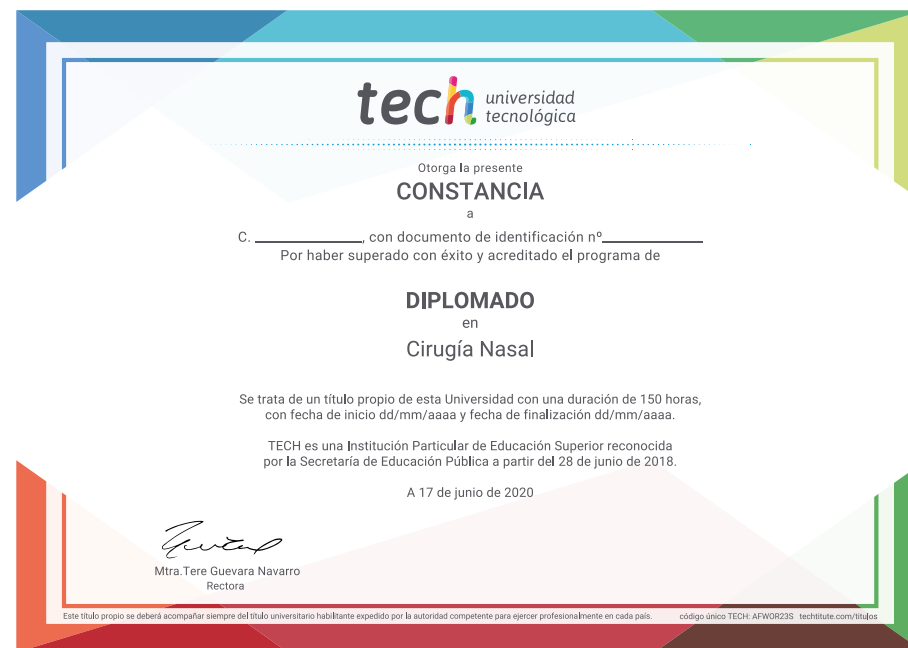 tech universidad
tecnológica
Otorga la presente
CONSTANCIA
a
C. ____________, con documento de identificación nº____________
Por haber superado con éxito y acreditado el programa de
DIPLOMADO
en
Cirugía Nasal
Se trata de un título propio de esta Universidad con una duración de 150 horas,
con fecha de inicio dd/mm/aaaa y fecha de finalización dd/mm/aaaa.
TECH es una Institución Particular de Educación Superior reconocida
por la Secretaría de Educación Pública a partir del 28 de junio de 2018.
A 17 de junio de 2020
Mtra.Tere Guevara Navarro
Rectora
Este título propio se deberá acompañar siempre del título universitario habilitante expedido por la autoridad competente para ejercer profesionalmente en cada país. código único TECH: AFWOR23S techtitute.com/titulos